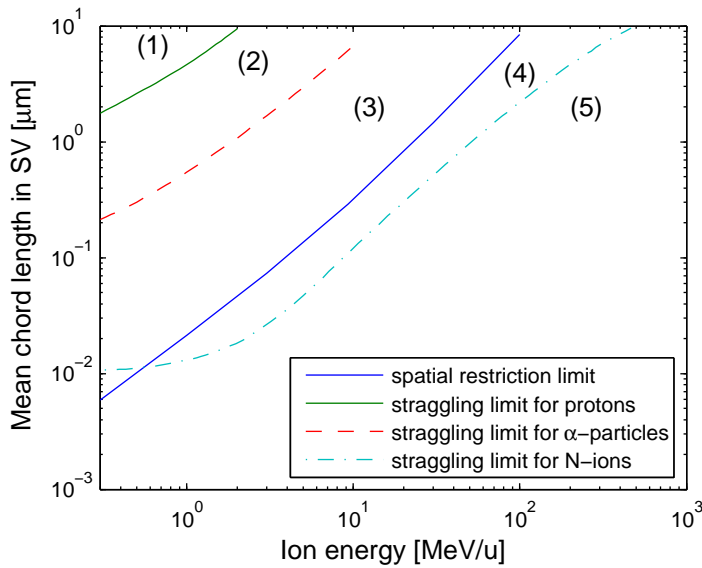 Mean chord length in SV [μm]
10^1
10^0
10^−1
10^−2
10^−3
(1)
(2)
(3)
(4)
(5)
spatial restriction limit
straggling limit for protons
straggling limit for α−particles
straggling limit for N−ions
10^0
10^1
10^2
10^3
Ion energy [MeV/u]